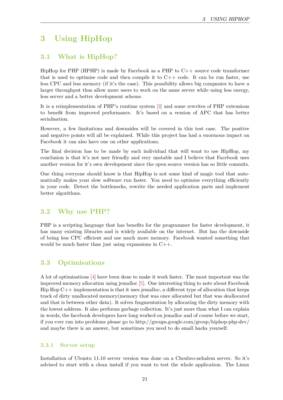 3 USING HIPHOP
3 Using HipHop
3.1 What is HipHop?
HipHop for PHP (HPHP) is made by Facebook as a PHP to C++ source code transformer
that is used to optimize code and then compile it to C++ code. It can be run faster, use
less CPU and less memory (if it's the case). This possibility allows big companies to have a
larger throughput thus allow more users to work on the same server while using less energy,
less server and a better development scheme.
It is a reimplementation of PHP's runtime system [3] and some rewrites of PHP extensions
to benefit from improved performance. It's based on a version of APC that has better
serialisation.
However, a few limitations and downsides will be covered in this text case. The positive
and negative points will all be explained. While this project has had a enormous impact on
Facebook it can also have one on other applications.
The final decision has to be made by each individual that will want to use HipHop, my
conclusion is that it's not user friendly and very unstable and I believe that Facebook uses
another version for it's own development since the open source version has so little commits.
One thing everyone should know is that HipHop is not some kind of magic tool that auto-
matically makes your slow software run faster. You need to optimize everything efficiently
in your code. Detect the bottlenecks, rewrite the needed application parts and implement
better algorithms.
3.2 Why use PHP?
PHP is a scripting language that has benefits for the programmer for faster development, it
has many existing libraries and is widely available on the internet. But has the downside
of being less CPU efficient and use much more memory. Facebook wanted something that
would be much faster than just using expansions in C++.
3.3 Optimisations
A lot of optimisations [4] have been done to make it work faster. The most important was the
improved memory allocation using jemalloc [5]. One interesting thing to note about Facebook
Hip Hop C++ implementation is that it uses jemalloc, a different type of allocation that keeps
track of dirty unallocated memory(memory that was once allocated but that was deallocated
and that is between other data). It solves fragmentation by allocating the dirty memory with
the lowest address. It also performs garbage collection. It's just more than what I can explain
in words, the facebook developers have long worked on jemalloc and of course before we start,
if you ever run into problems please go to http://groups.google.com/group/hiphop-php-dev/
and maybe there is an answer, but sometimes you need to do small hacks yourself.
3.3.1 Server setup
Installation of Ubuntu 11.10 server version was done on a Citrubro-nehalem server. So it's
advised to start with a clean install if you want to test the whole application. The Linux
21